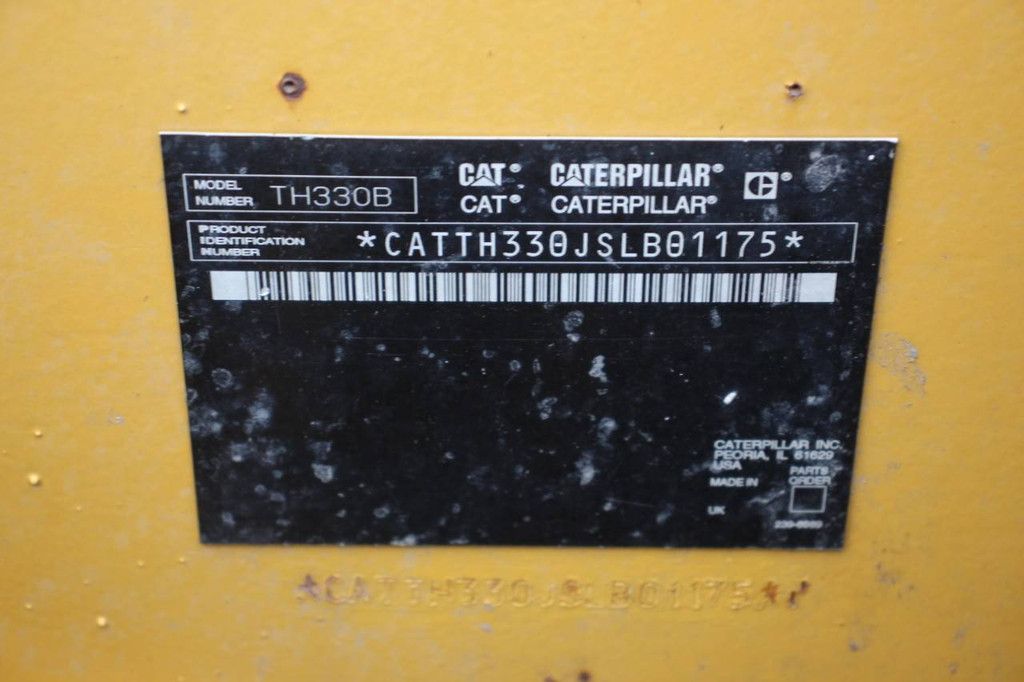 CAT® CATERPILLAR® C®
MODEL NUMBER TH330B
CAT® CATERPILLAR®
PRODUCT IDENTIFICATION NUMBER *CATTH330JSLB01175*
CATERPILLAR INC.
PEORIA, IL 61629
USA
PARTS ORDER
MADE IN
UK
*CATTH330JSLB01175*